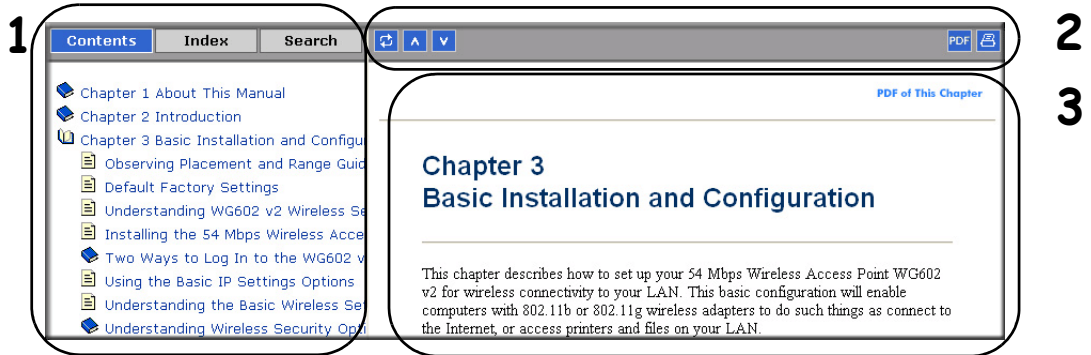 1
Contents Index Search
Chapter 1 About This Manual
Chapter 2 Introduction
Chapter 3 Basic Installation and Configu
Observing Placement and Range Guid
Default Factory Settings
Understanding WG602 v2 Wireless Se
Installing the 54 Mbps Wireless Acce
Two Ways to Log In to the WG602 v
Using the Basic IP Settings Options
Understanding the Basic Wireless Se
Understanding Wireless Security Opti
PDF
2
3
PDF of This Chapter
Chapter 3
Basic Installation and Configuration
This chapter describes how to set up your 54 Mbps Wireless Access Point WG602
v2 for wireless connectivity to your LAN. This basic configuration will enable
computers with 802.11b or 802.11g wireless adapters to do such things as connect to
the Internet, or access printers and files on your LAN.